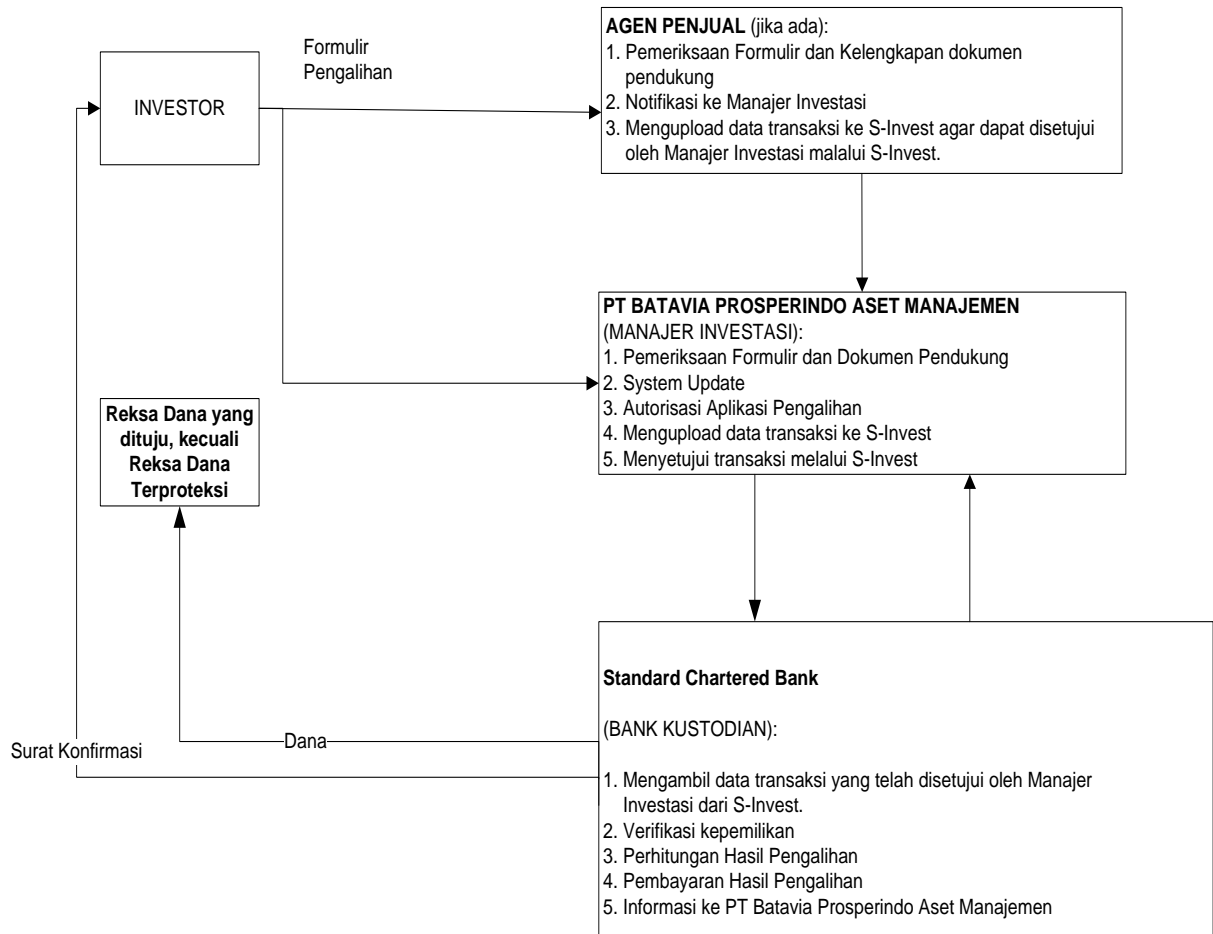 Formulir
Pengalihan
INVESTOR
AGEN PENJUAL (jika ada):
1. Pemeriksaan Formulir dan Kelengkapan dokumen
pendukung
2. Notifikasi ke Manajer Investasi
3. Mengupload data transaksi ke S-Invest agar dapat disetujui
oleh Manajer Investasi malalui S-Invest.
PT BATAVIA PROSPERINDO ASET MANAJEMEN
(MANAJER INVESTASI):
1. Pemeriksaan Formulir dan Dokumen Pendukung
2. System Update
3. Autorisasi Aplikasi Pengalihan
4. Mengupload data transaksi ke S-Invest
5. Menyetujui transaksi melalui S-Invest
Reksa Dana yang
dituju, kecuali
Reksa Dana
Terproteksi
Dana
Surat Konfirmasi
Standard Chartered Bank
(BANK KUSTODIAN):
1. Mengambil data transaksi yang telah disetujui oleh Manajer
Investasi dari S-Invest.
2. Verifikasi kepemilikan
3. Perhitungan Hasil Pengalihan
4. Pembayaran Hasil Pengalihan
5. Informasi ke PT Batavia Prosperindo Aset Manajemen